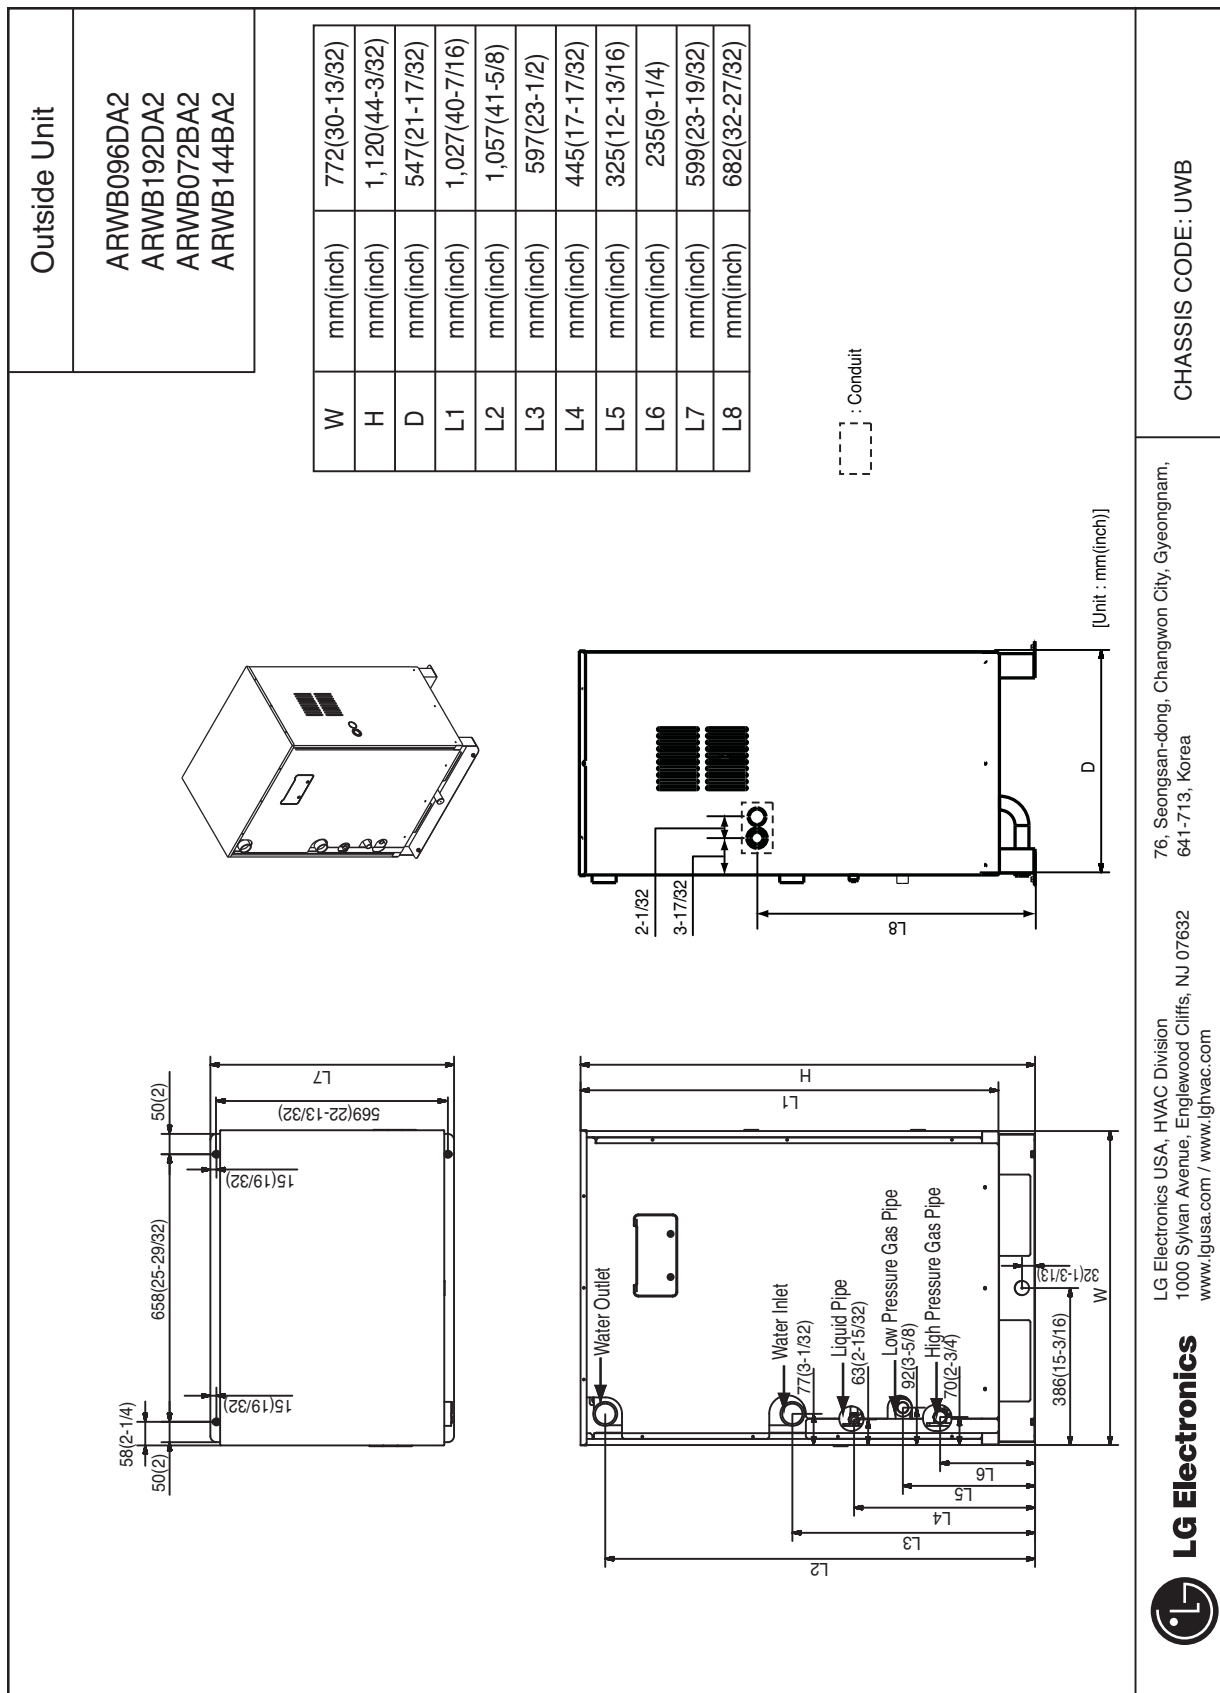 Outside Unit
ARWB096DA2
ARWB192DA2
ARWB072BA2
ARWB144BA2
W mm(inch) 772(30-13/32)
H mm(inch) 1,120(44-3/32)
D mm(inch) 547(21-17/32)
L1 mm(inch) 1,027(40-7/16)
L2 mm(inch) 1,057(41-5/8)
L3 mm(inch) 597(23-1/2)
L4 mm(inch) 445(17-17/32)
L5 mm(inch) 325(12-13/16)
L6 mm(inch) 235(9-1/4)
L7 mm(inch) 599(23-19/32)
L8 mm(inch) 682(32-27/32)
: Conduit
58(2-1/4)
50(2)
658(25-29/32)
50(2)
15(19/32)
15(19/32)
569(22-13/32)
L7
2-1/32
3-17/32
L8
D
[Unit : mm(inch)]
Water Outlet
Water Inlet
77(3-1/32)
Liquid Pipe
63(2-15/32)
Low Pressure Gas Pipe
92(3-5/8)
High Pressure Gas Pipe
70(2-3/4)
386(15-3/16)
32(1-3/13)
W
H
L1
L2
L3
L4
L5
L6
LG
LG Electronics
LG Electronics USA, HVAC Division
1000 Sylvan Avenue, Englewood Cliffs, NJ 07632
www.lgusa.com / www.lghvac.com
76, Seongsan-dong, Changwon City, Gyeongnam,
641-713, Korea
CHASSIS CODE: UWB